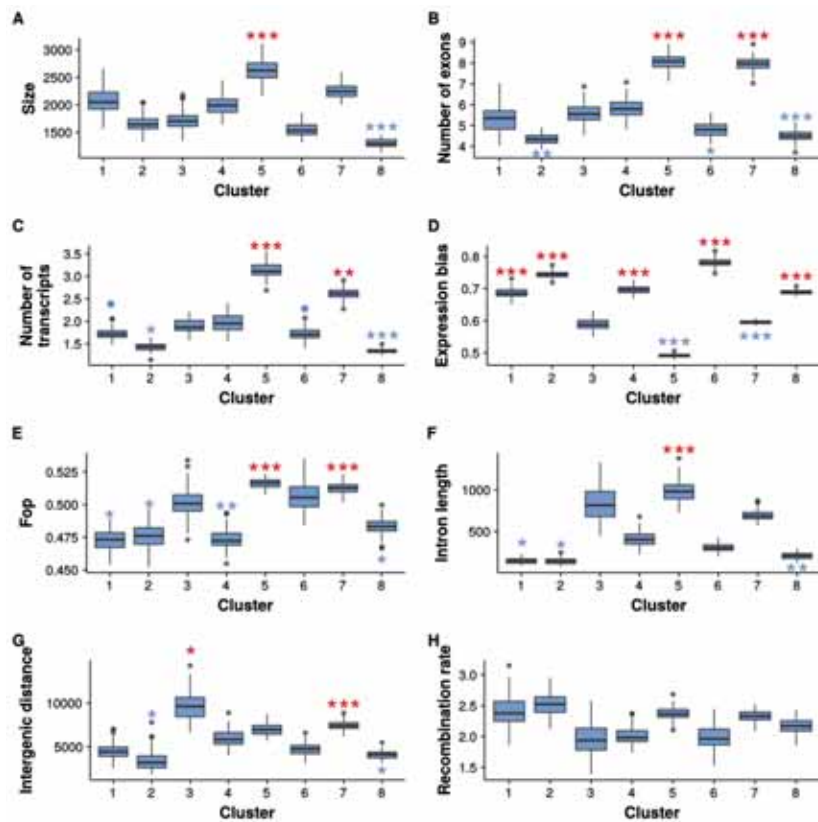 A
Size
3000
2500
2000
1500
★★★
★★★
1 2 3 4 5 6 7 8
Cluster
B
Number of exons
9
8
7
6
5
4
★★★ ★★★
★★★
★★ ★
1 2 3 4 5 6 7 8
Cluster
C
Number of
transcripts
3.5
3.0
2.5
2.0
1.5
★★★
★★
★ ★★★
1 2 3 4 5 6 7 8
Cluster
D
Expression bias
0.8
0.7
0.6
0.5
★★★ ★★★ ★★★ ★★★ ★★★
★★★ ★★★
1 2 3 4 5 6 7 8
Cluster
E
Fop
0.525
0.500
0.475
0.450
★★★ ★★★
★ ★ ★★
★
1 2 3 4 5 6 7 8
Cluster
F
Intron length
1000
500
★★★
★ ★
★★
1 2 3 4 5 6 7 8
Cluster
G
Intergenic distance
10000
5000
★
★ ★★★
★
1 2 3 4 5 6 7 8
Cluster
H
Recombination rate
3.0
2.5
2.0
1.5
1 2 3 4 5 6 7 8
Cluster